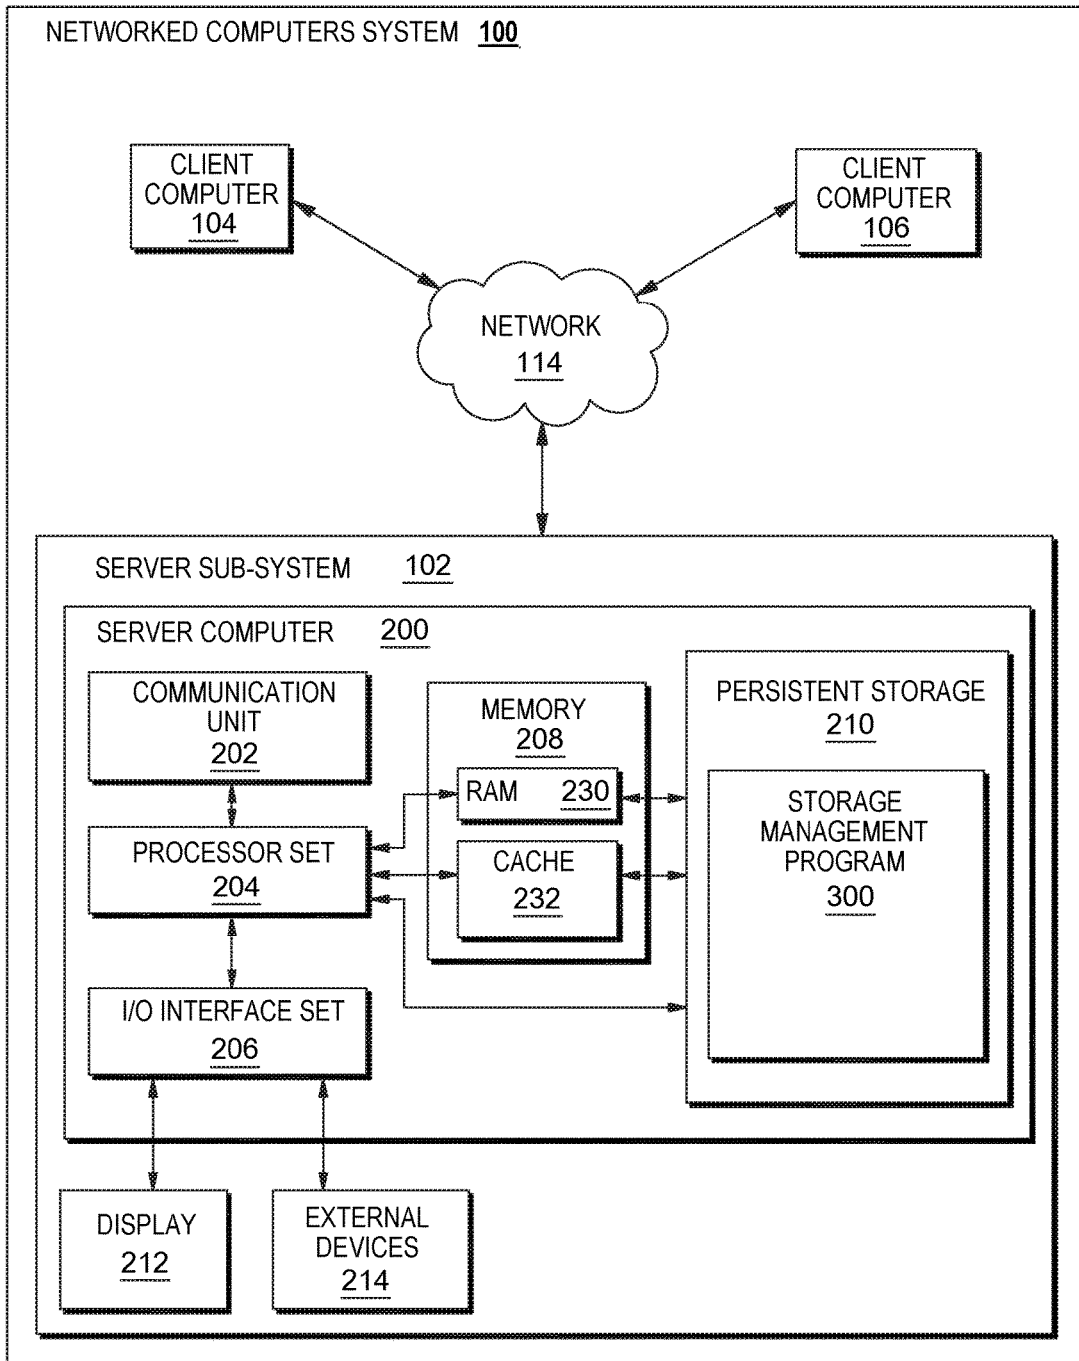 NETWORKED COMPUTERS SYSTEM 100
CLIENT
COMPUTER
104
CLIENT
COMPUTER
106
NETWORK
114
SERVER SUB-SYSTEM 102
SERVER COMPUTER 200
COMMUNICATION
UNIT
202
PROCESSOR SET
204
I/O INTERFACE SET
206
MEMORY
208
RAM 230
CACHE
232
PERSISTENT STORAGE
210
STORAGE
MANAGEMENT
PROGRAM
300
DISPLAY
212
EXTERNAL
DEVICES
214